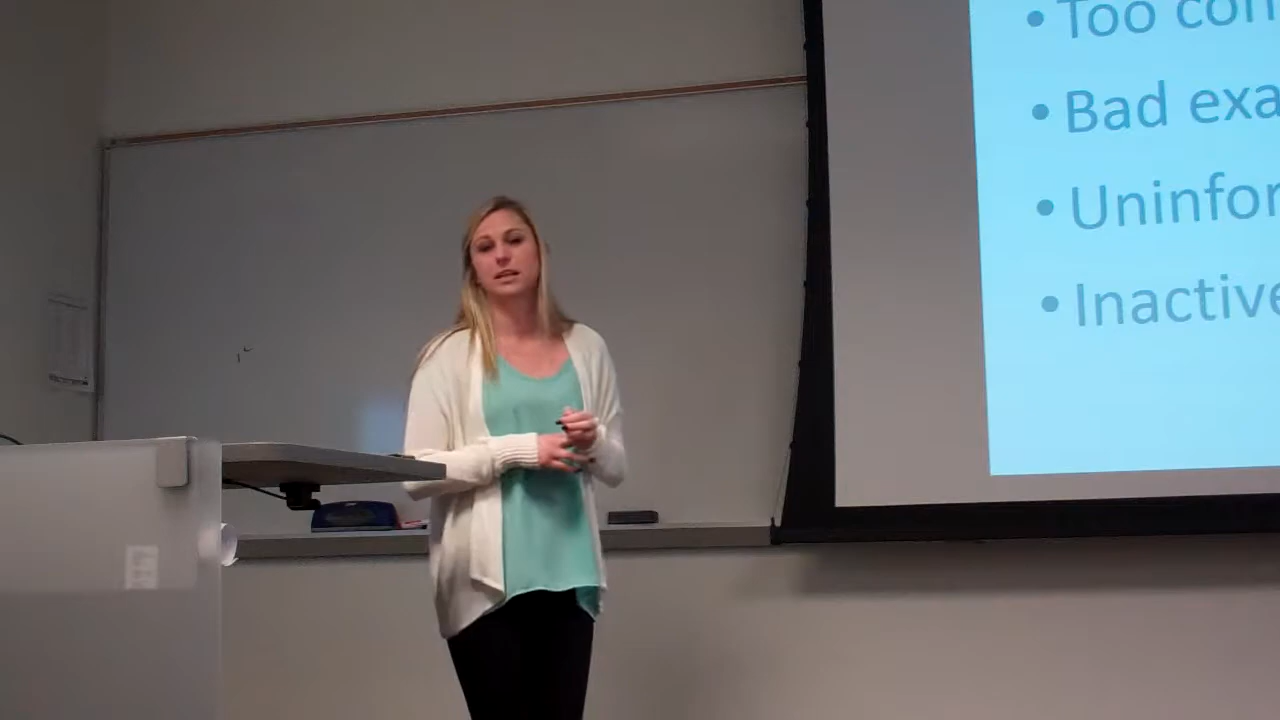 • Too con
• Bad exa
• Uninfor
• Inactive